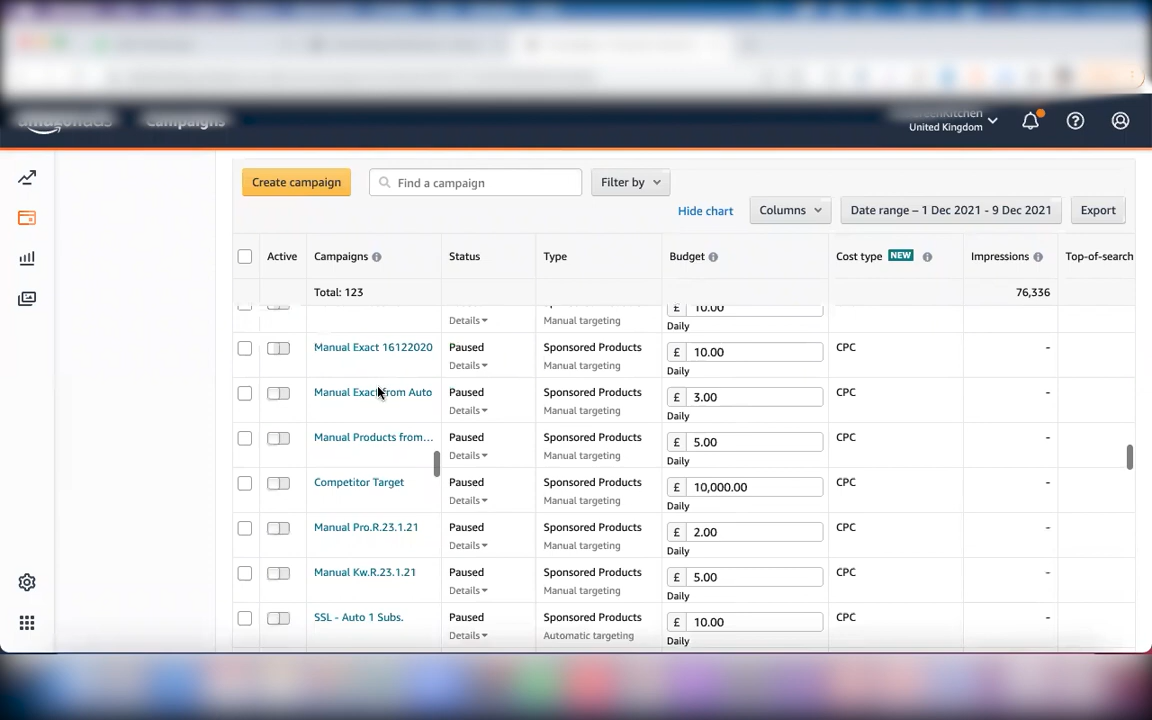 Campaigns
United Kingdom
Create campaign
Find a campaign
Filter by
Hide chart
Columns
Date range – 1 Dec 2021 - 9 Dec 2021
Export
Active
Campaigns
Status
Type
Budget
Cost type NEW
Impressions
Top-of-search
Total: 123
76,336
Details
Manual targeting
£ 10.00
Daily
Manual Exact 16122020
Paused
Details
Sponsored Products
Manual targeting
£ 10.00
Daily
CPC
-
Manual Exact from Auto
Paused
Details
Sponsored Products
Manual targeting
£ 3.00
Daily
CPC
-
Manual Products from...
Paused
Details
Sponsored Products
Manual targeting
£ 5.00
Daily
CPC
-
Competitor Target
Paused
Details
Sponsored Products
Manual targeting
£ 10,000.00
Daily
CPC
-
Manual Pro.R.23.1.21
Paused
Details
Sponsored Products
Manual targeting
£ 2.00
Daily
CPC
-
Manual Kw.R.23.1.21
Paused
Details
Sponsored Products
Manual targeting
£ 5.00
Daily
CPC
-
SSL - Auto 1 Subs.
Paused
Details
Sponsored Products
Automatic targeting
£ 10.00
Daily
CPC
-